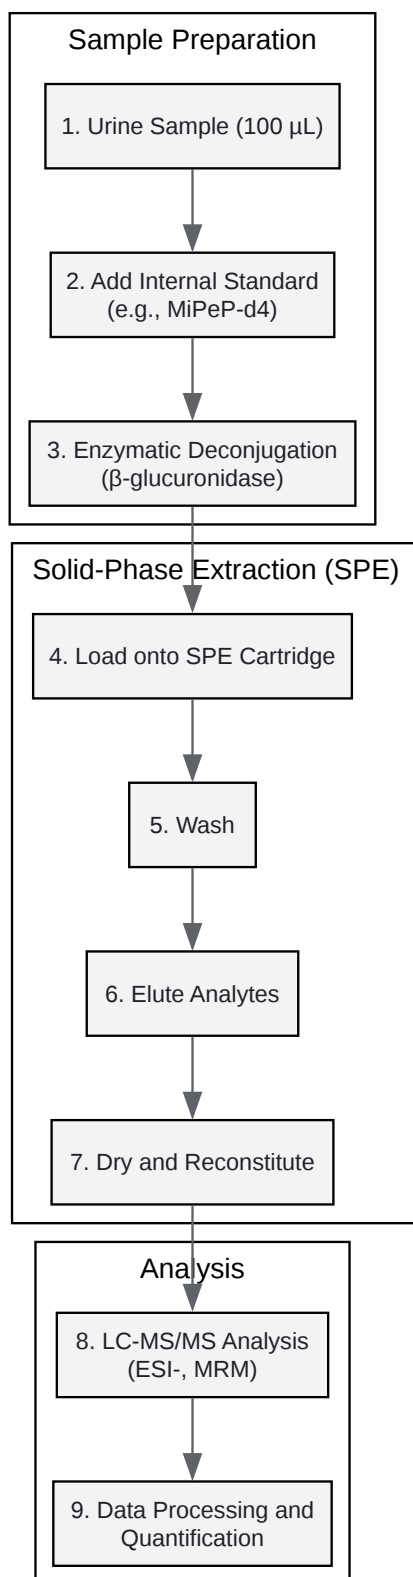 Sample Preparation
1. Urine Sample (100 µL)
2. Add Internal Standard
(e.g., MiPeP-d4)
3. Enzymatic Deconjugation
(β-glucuronidase)
Solid-Phase Extraction (SPE)
4. Load onto SPE Cartridge
5. Wash
6. Elute Analytes
7. Dry and Reconstitute
Analysis
8. LC-MS/MS Analysis
(ESI-, MRM)
9. Data Processing and
Quantification